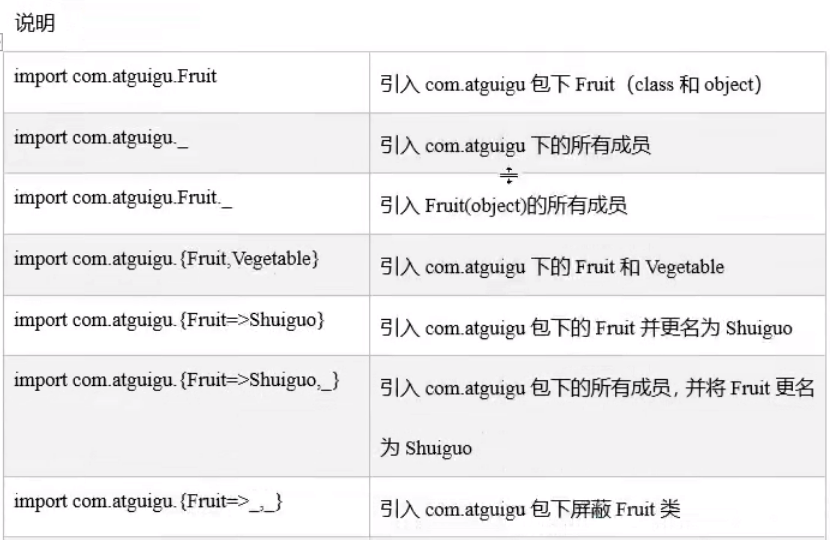 说明
import com.atguigu.Fruit
引入 com.atguigu 包下 Fruit（class 和 object）
import com.atguigu._
引入 com.atguigu 下的所有成员
import com.atguigu.Fruit._
引入 Fruit(object)的所有成员
import com.atguigu.{Fruit,Vegetable}
引入 com.atguigu 下的 Fruit 和 Vegetable
import com.atguigu.{Fruit=>Shuiguo}
引入 com.atguigu 包下的 Fruit 并更名为 Shuiguo
import com.atguigu.{Fruit=>Shuiguo,_}
引入 com.atguigu 包下的所有成员，并将 Fruit 更名
为 Shuiguo
import com.atguigu.{Fruit=>_,_}
引入 com.atguigu 包下屏蔽 Fruit 类